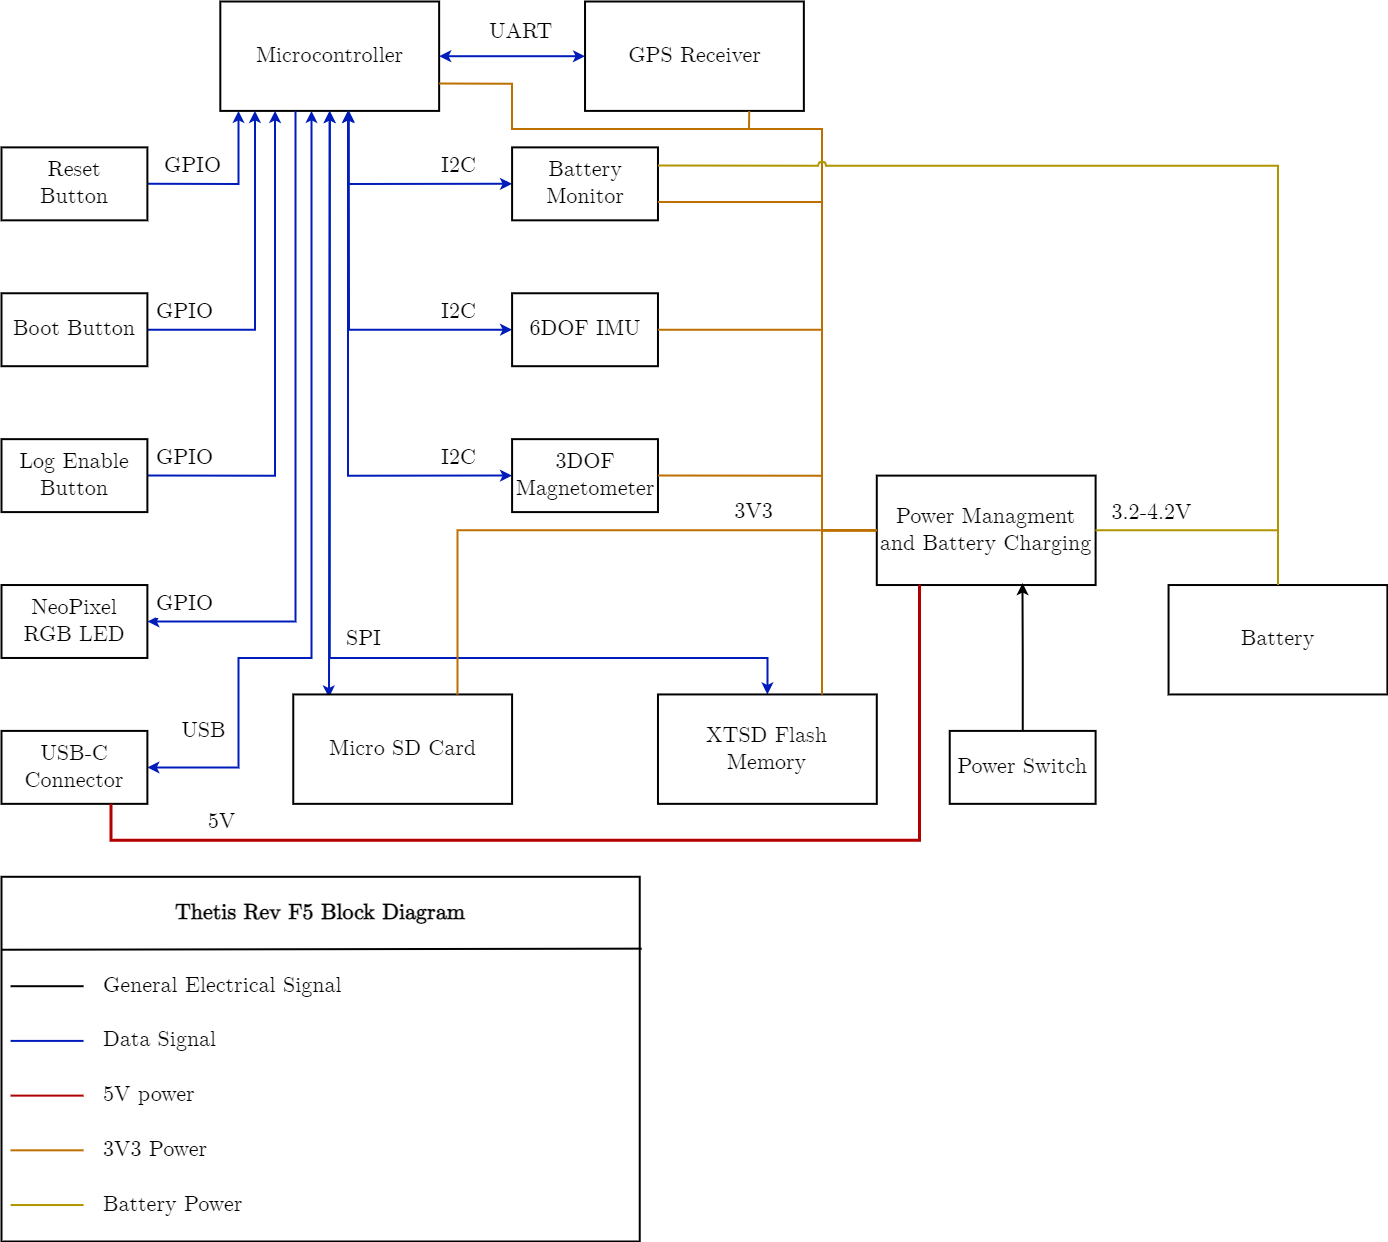 UART
Microcontroller
GPS Receiver
GPIO
I2C
Reset
Button
Battery
Monitor
GPIO
I2C
Boot Button
6DOF IMU
GPIO
I2C
Log Enable
Button
3DOF
Magnetometer
3V3
Power Managment
and Battery Charging
3.2-4.2V
GPIO
NeoPixel
RGB LED
SPI
Battery
USB
USB-C
Connector
Micro SD Card
XTSD Flash
Memory
Power Switch
5V
Thetis Rev F5 Block Diagram
General Electrical Signal
Data Signal
5V power
3V3 Power
Battery Power